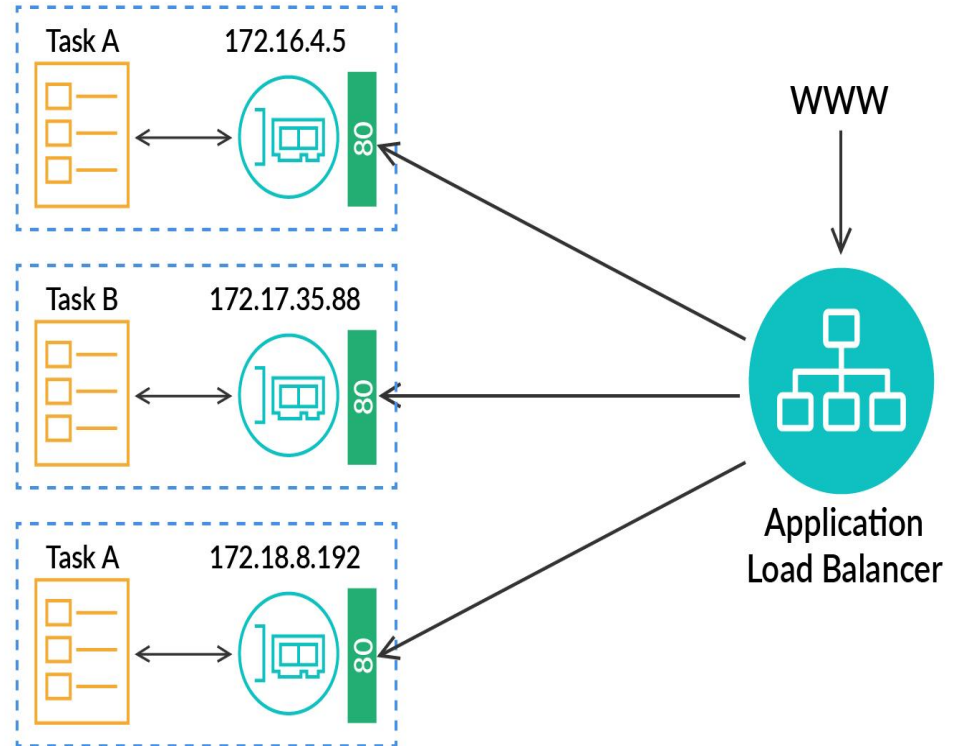 Task A
172.16.4.5
80
WWW
Task B
172.17.35.88
80
Application
Load Balancer
Task A
172.18.8.192
80